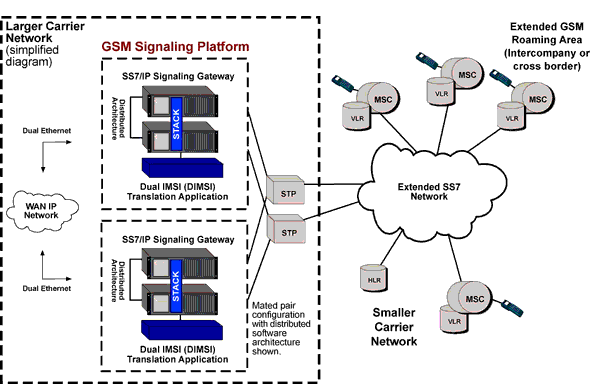 Larger Carrier
Network
(simplified
diagram)
GSM Signaling Platform
SS7/IP Signaling Gateway
Distributed
Architecture
STACK
Dual IMSI (DIMSI)
Translation Application
Dual Ethernet
WAN IP
Network
Dual Ethernet
SS7/IP Signaling Gateway
Distributed
Architecture
STACK
Dual IMSI (DIMSI)
Translation Application
STP
STP
Mated pair
configuration
with distributed
software
architecture
shown.
Extended GSM
Roaming Area
(Intercompany or
cross border)
MSC
VLR
MSC
VLR
MSC
VLR
Extended SS7
Network
HLR
MSC
VLR
Smaller
Carrier
Network